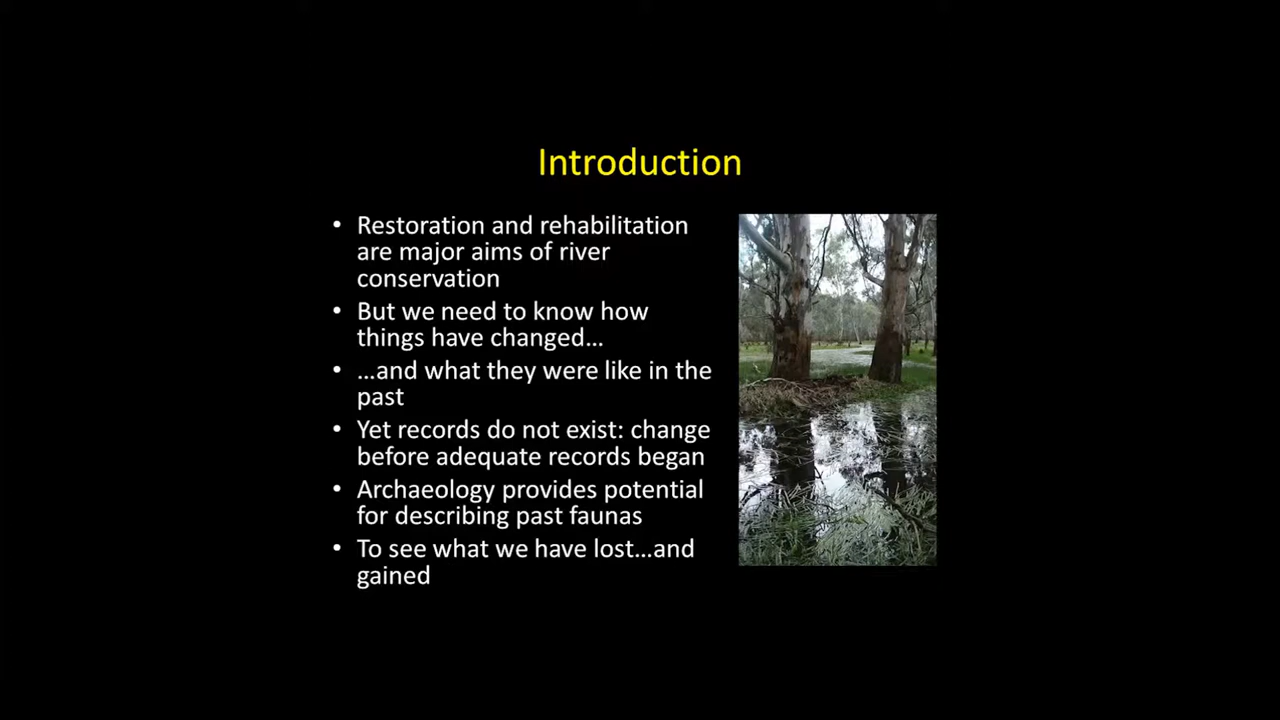 Introduction
• Restoration and rehabilitation
are major aims of river
conservation
• But we need to know how
things have changed…
• …and what they were like in the
past
• Yet records do not exist: change
before adequate records began
• Archaeology provides potential
for describing past faunas
• To see what we have lost…and
gained